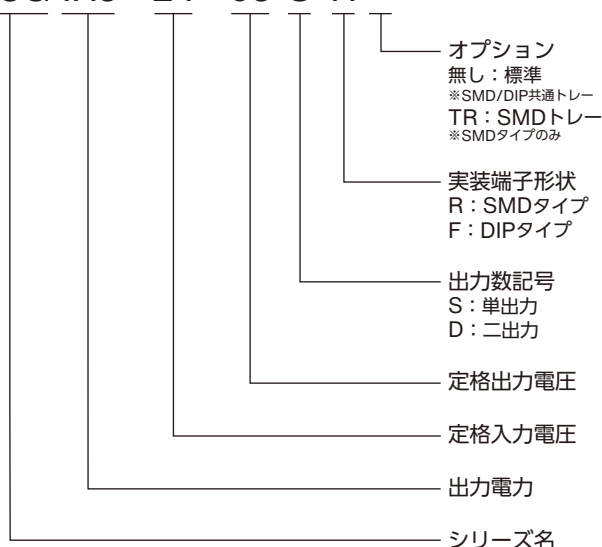 オプション
無し：標準
※SMD/DIP共通トレー
TR：SMDトレー
※SMDタイプのみ
実装端子形状
R：SMDタイプ
F：DIPタイプ
出力数記号
S：単出力
D：二出力
定格出力電圧
定格入力電圧
出力電力
シリーズ名